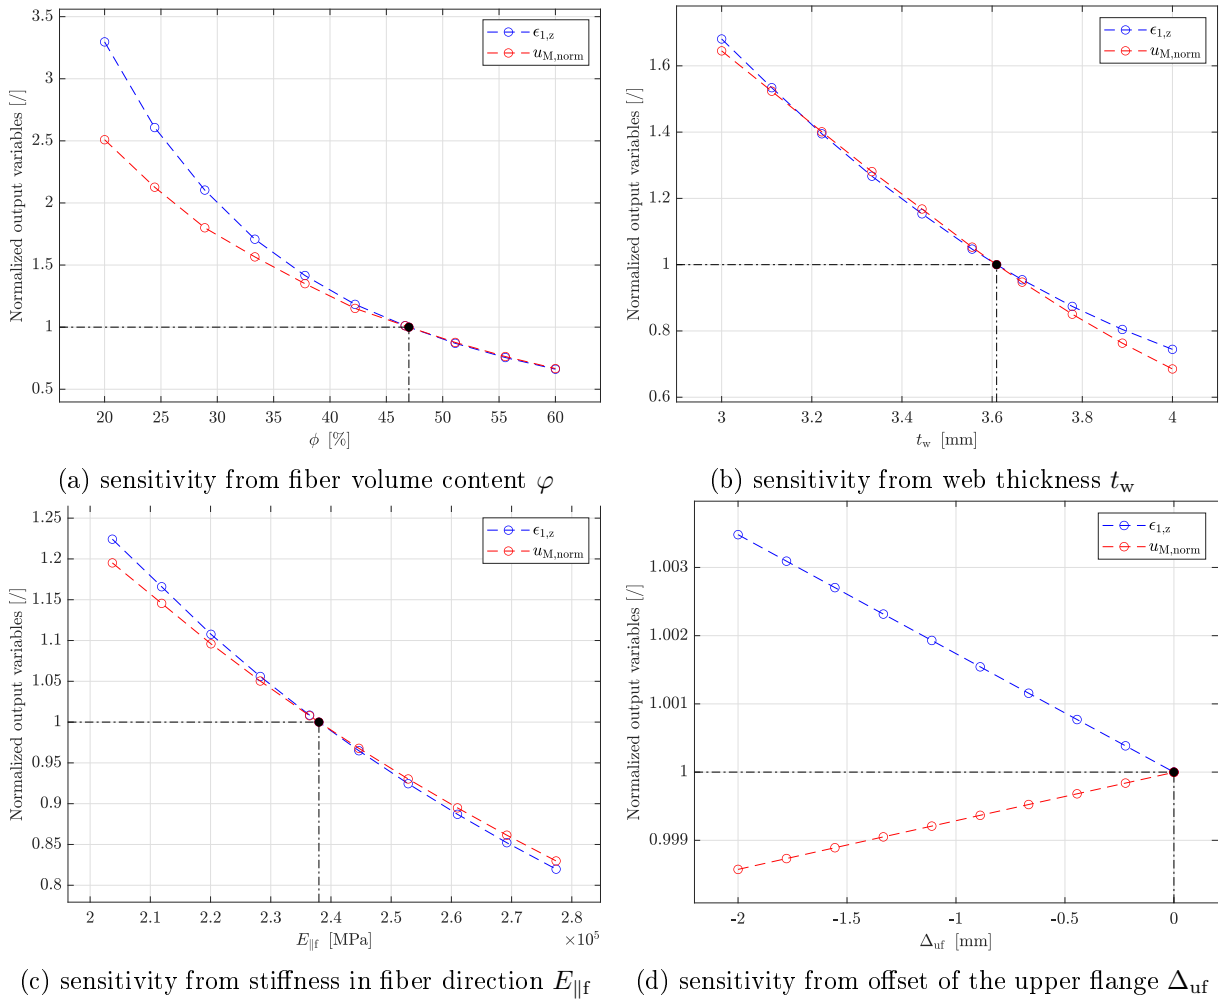 3.5
3
2.5
2
1.5
1
0.5
Normalized output variables [/]
20 25 30 35 40 45 50 55 60
ϕ [%]
ϵ1,z
uM,norm
(a) sensitivity from fiber volume content φ
1.6
1.4
1.2
1
0.8
0.6
Normalized output variables [/]
3 3.2 3.4 3.6 3.8 4
tw [mm]
ϵ1,z
uM,norm
(b) sensitivity from web thickness tw
1.25
1.2
1.15
1.1
1.05
1
0.95
0.9
0.85
0.8
Normalized output variables [/]
2 2.1 2.2 2.3 2.4 2.5 2.6 2.7 2.8
E∥f [MPa]
×10^5
ϵ1,z
uM,norm
(c) sensitivity from stiffness in fiber direction E∥f
1.003
1.002
1.001
1
0.999
Normalized output variables [/]
-2 -1.5 -1 -0.5 0
Δuf [mm]
ϵ1,z
uM,norm
(d) sensitivity from offset of the upper flange Δuf